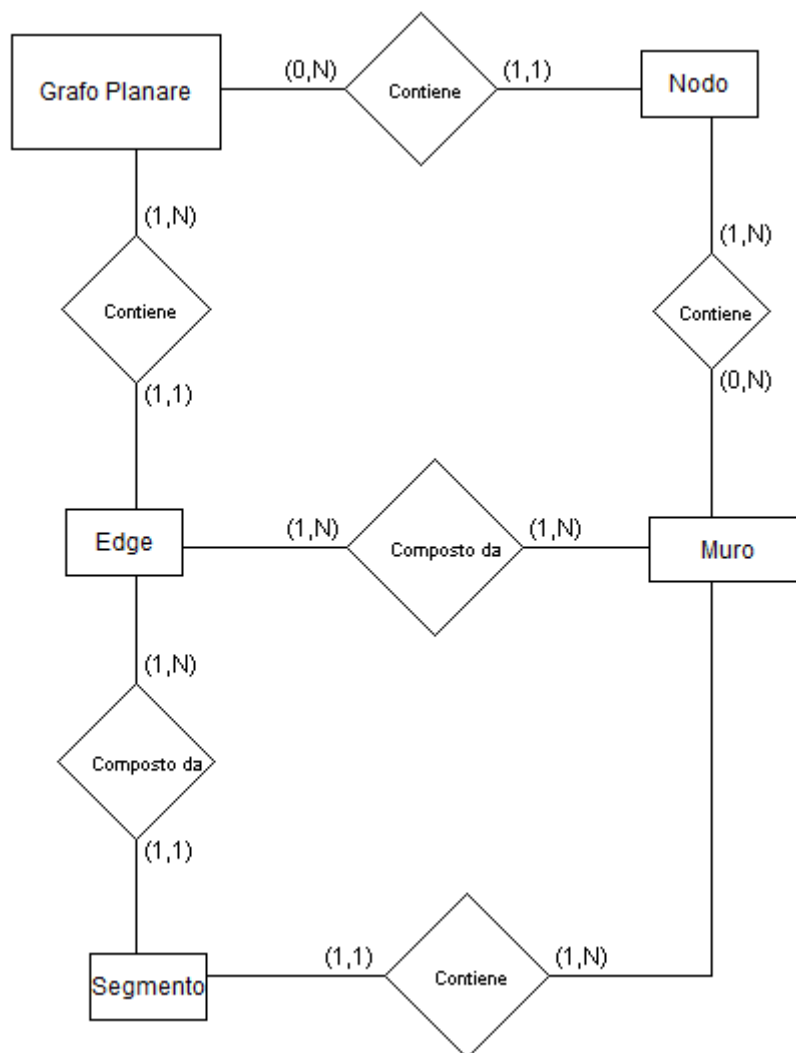 Grafo Planare
(0,N)
Contiene
(1,1)
Nodo
(1,N)
(1,N)
Contiene
Contiene
(1,1)
(0,N)
Edge
(1,N)
Composto da
(1,N)
Muro
(1,N)
Composto da
(1,1)
Segmento
(1,1)
Contiene
(1,N)